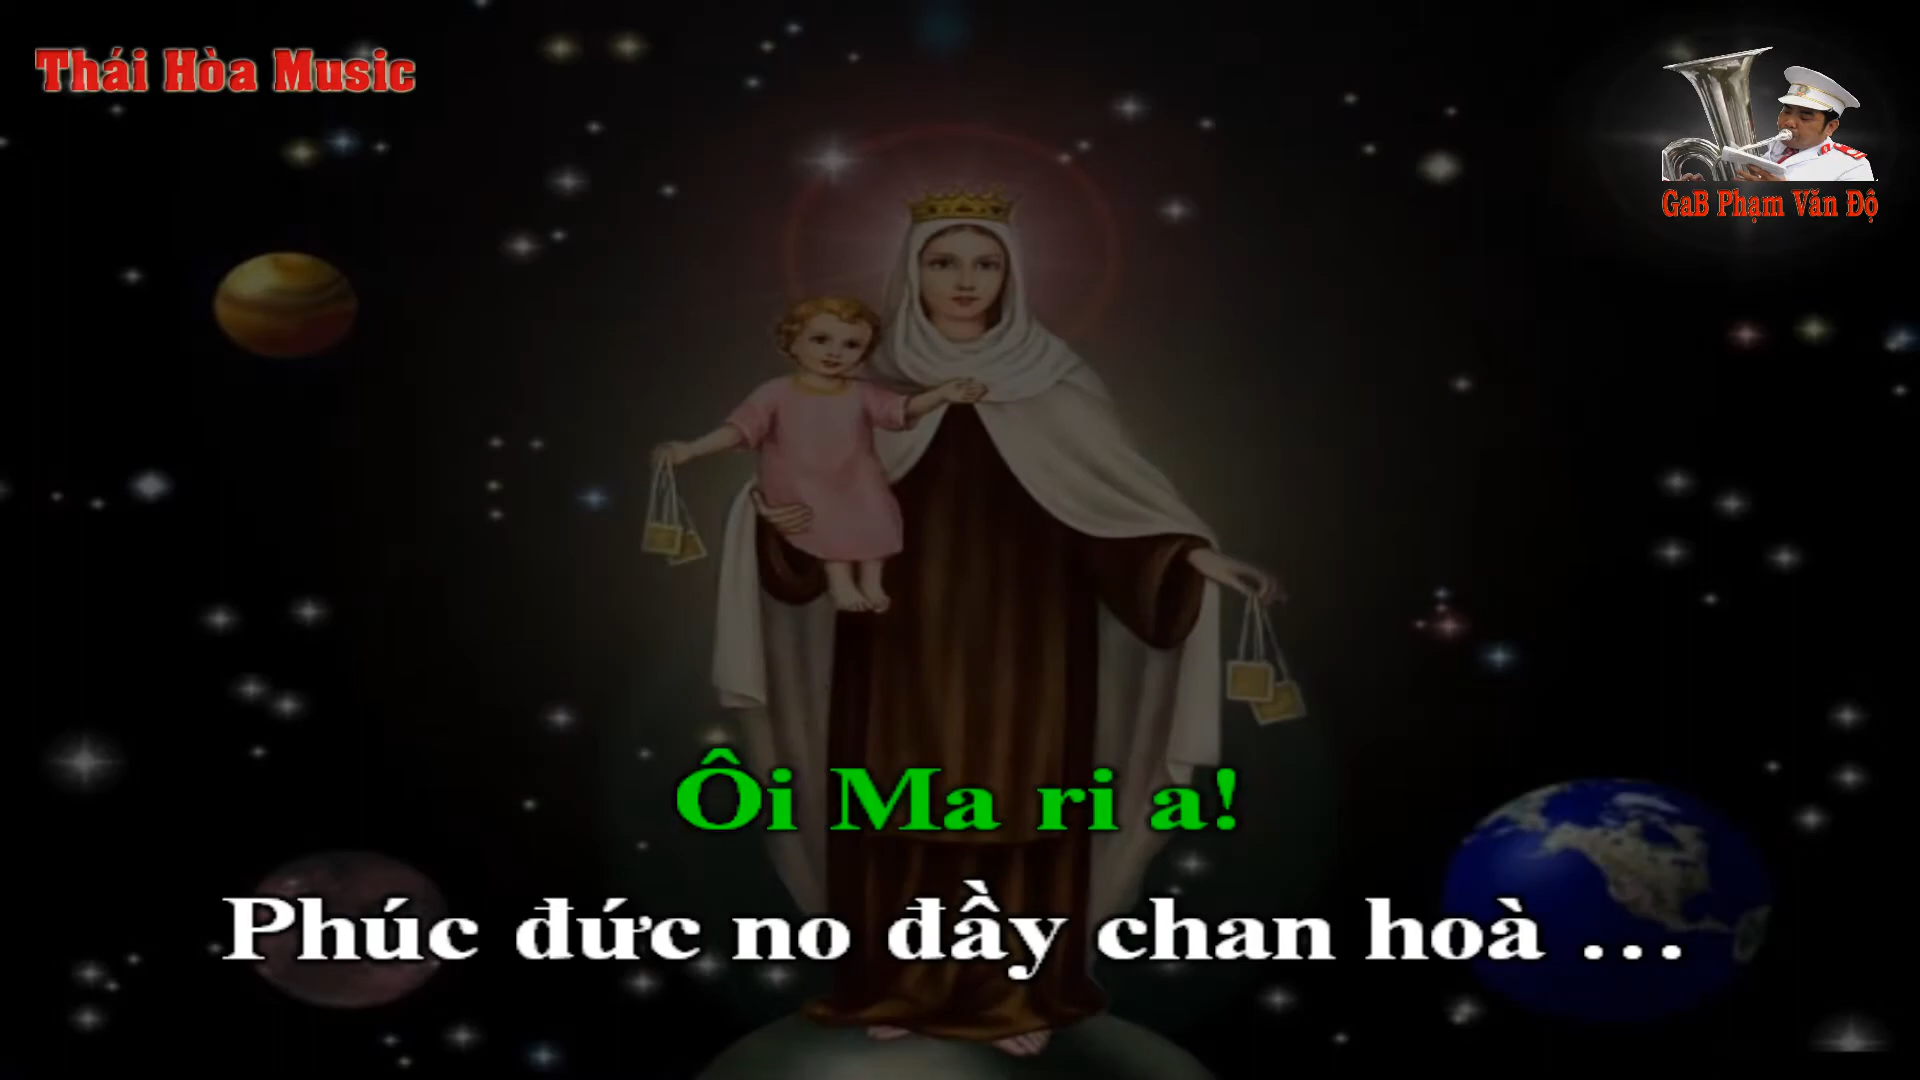 Thái Hòa Music
GaB Phạm Văn Độ
Ôi Ma ri a!
Phúc đức no đầy chan hoà ...